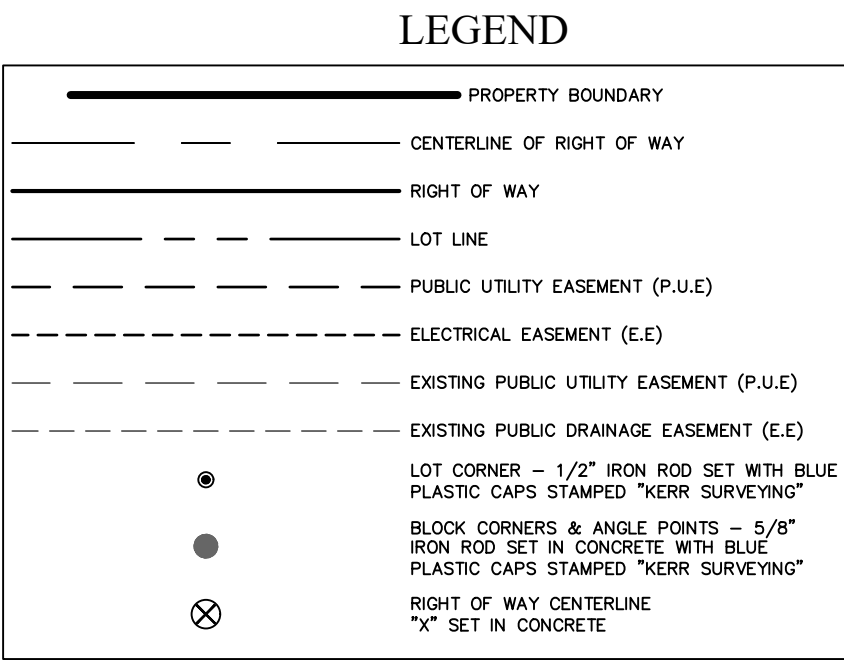 LEGEND
PROPERTY BOUNDARY
CENTERLINE OF RIGHT OF WAY
RIGHT OF WAY
LOT LINE
PUBLIC UTILITY EASEMENT (P.U.E)
ELECTRICAL EASEMENT (E.E)
EXISTING PUBLIC UTILITY EASEMENT (P.U.E)
EXISTING PUBLIC DRAINAGE EASEMENT (E.E)
LOT CORNER – 1/2" IRON ROD SET WITH BLUE
PLASTIC CAPS STAMPED "KERR SURVEYING"
BLOCK CORNERS & ANGLE POINTS – 5/8"
IRON ROD SET IN CONCRETE WITH BLUE
PLASTIC CAPS STAMPED "KERR SURVEYING"
RIGHT OF WAY CENTERLINE
"X" SET IN CONCRETE